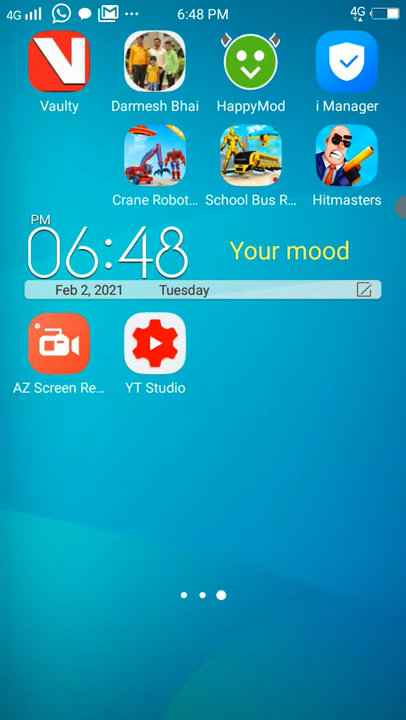 4G 6:48 PM 4G
Vaulty Darmesh Bhai HappyMod i Manager
Crane Robot... School Bus R... Hitmasters
PM
06:48 Your mood
Feb 2, 2021 Tuesday
AZ Screen Re... YT Studio